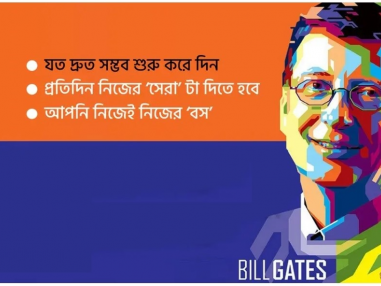 যত দ্রুত সম্ভব শুরু করে দিন
প্রতিদিন নিজের ‘সেরা’ টা দিতে হবে
আপনি নিজেই নিজের ‘বস’
BILL GATES